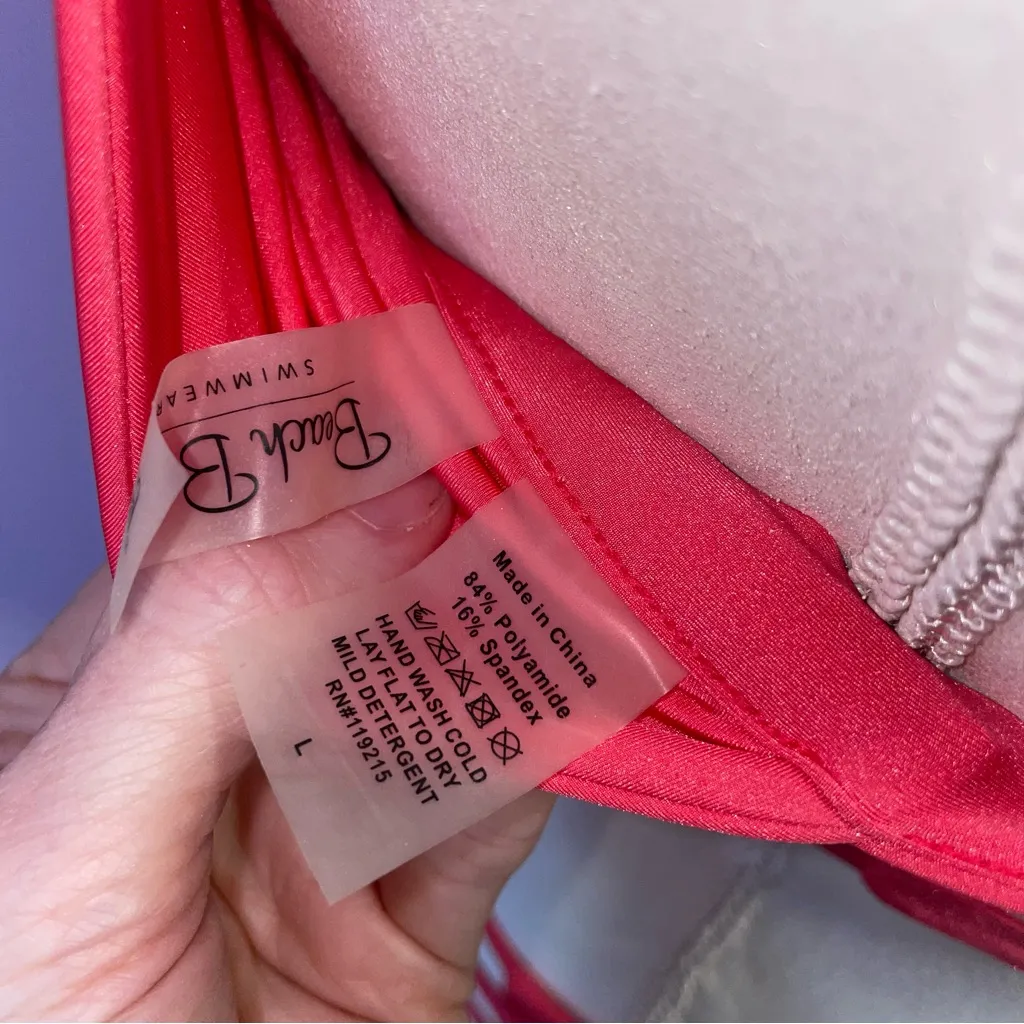 Beach B
SWIMWEAR
Made in China
84% Polyamide
16% Spandex
HAND WASH COLD
LAY FLAT TO DRY
MILD DETERGENT
RN#119215
L